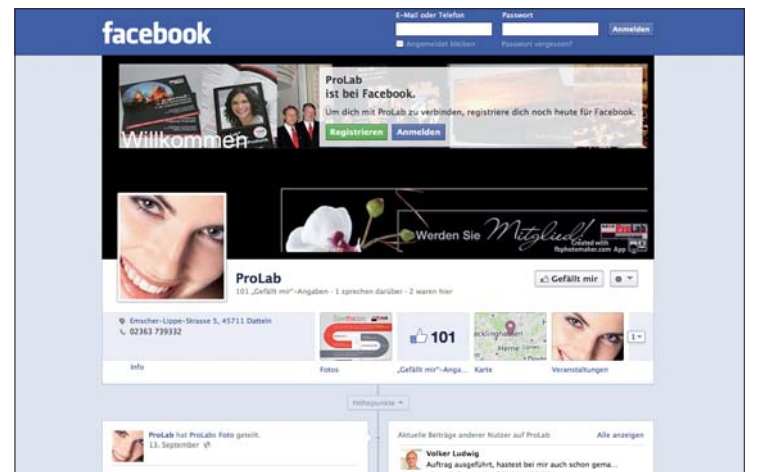 facebook
E-Mail oder Telefon
Passwort
Anmelden
Angemeldet bleiben
Passwort vergessen?
ProLab
ist bei Facebook.
Um dich mit ProLab zu verbinden, registriere dich noch heute für Facebook.
Registrieren Anmelden
Willkommen
Werden Sie Mitglied!
ProLab
Created with
fbphotomaker.com App
ProLab
101 „Gefällt mir“-Angaben · 1 sprechen darüber · 2 waren hier
Gefällt mir
Emscher-Lippe-Strasse 5, 45711 Datteln
02363 739332
Info
101
ecklinghausen
Herne
1
Fotos
„Gefällt mir“-Anga...
Karte
Veranstaltungen
Höhepunkte
ProLab hat ProLabs Foto geteilt.
13. September
Aktuelle Beiträge anderer Nutzer auf ProLab
Alle anzeigen
Volker Ludwig
Auftrag ausgeführt, hastest bei mir auch schon gema...